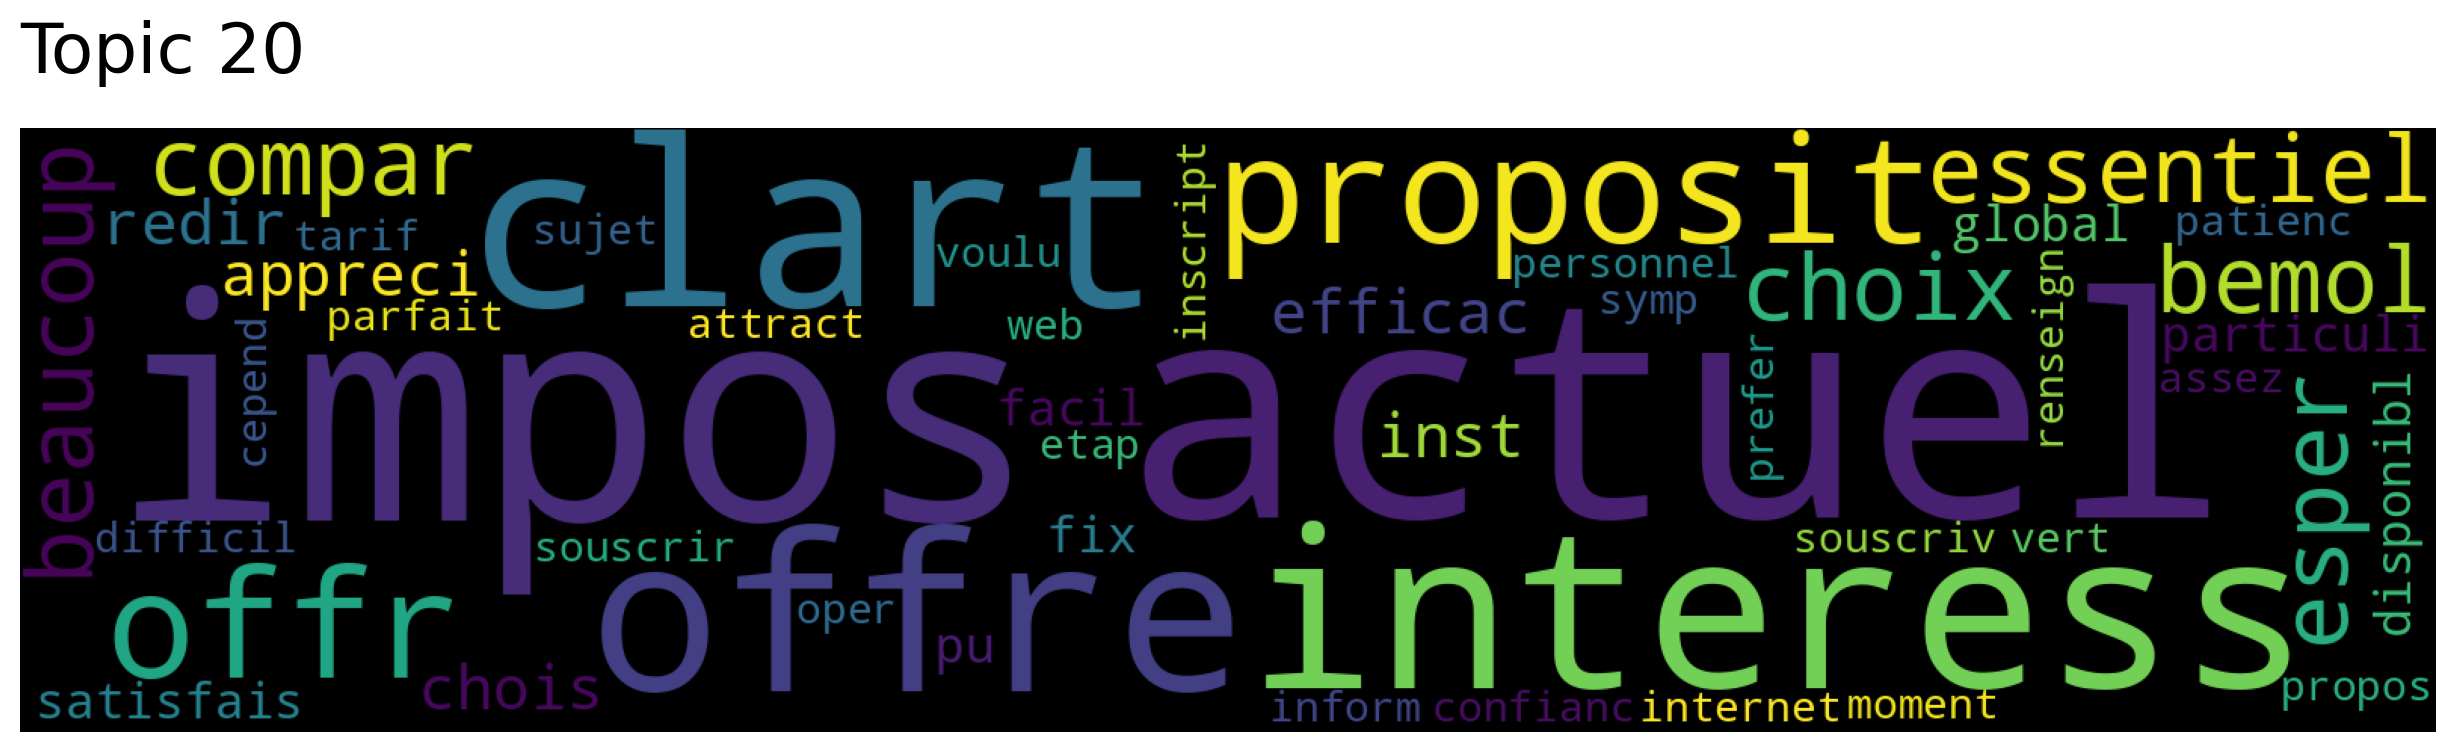 Topic 20
beaucoup
compar
clart
inscript
proposit
essentiel
redir
tarif
sujet
voulu
global
patienc
appreci
personnel
choix
renseign
bemol
parfait
attract
web
efficac
symp
particuli
cepend
impos
actuel
facil
etap
inst
prefer
assez
esper
disponibl
difficil
souscrir
fix
souscriv
vert
offr
offre
oper
pu
interess
satisfais
chois
inform
confianc
internet
moment
propos